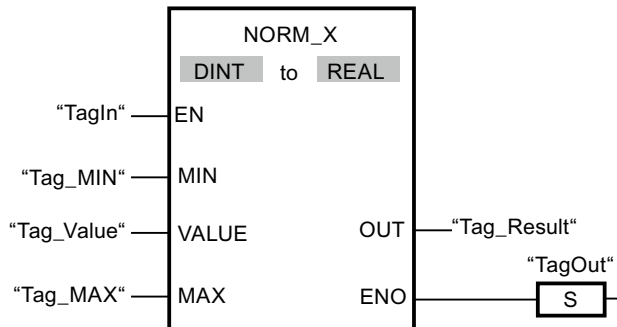 NORM_X
DINT to REAL
“TagIn“ EN
“Tag_MIN“ MIN
“Tag_Value“ VALUE OUT “Tag_Result“
“TagOut“
“Tag_MAX“ MAX ENO S